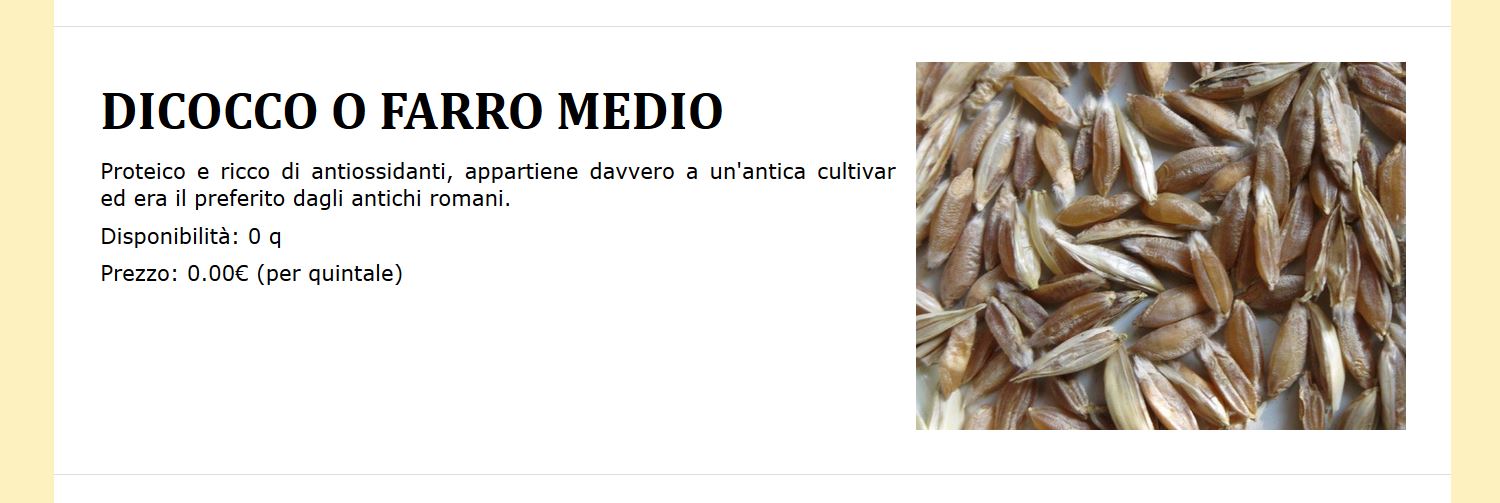 DICOCCO O FARRO MEDIO
Proteico e ricco di antiossidanti, appartiene davvero a un'antica cultivar
ed era il preferito dagli antichi romani.
Disponibilità: 0 q
Prezzo: 0.00€ (per quintale)